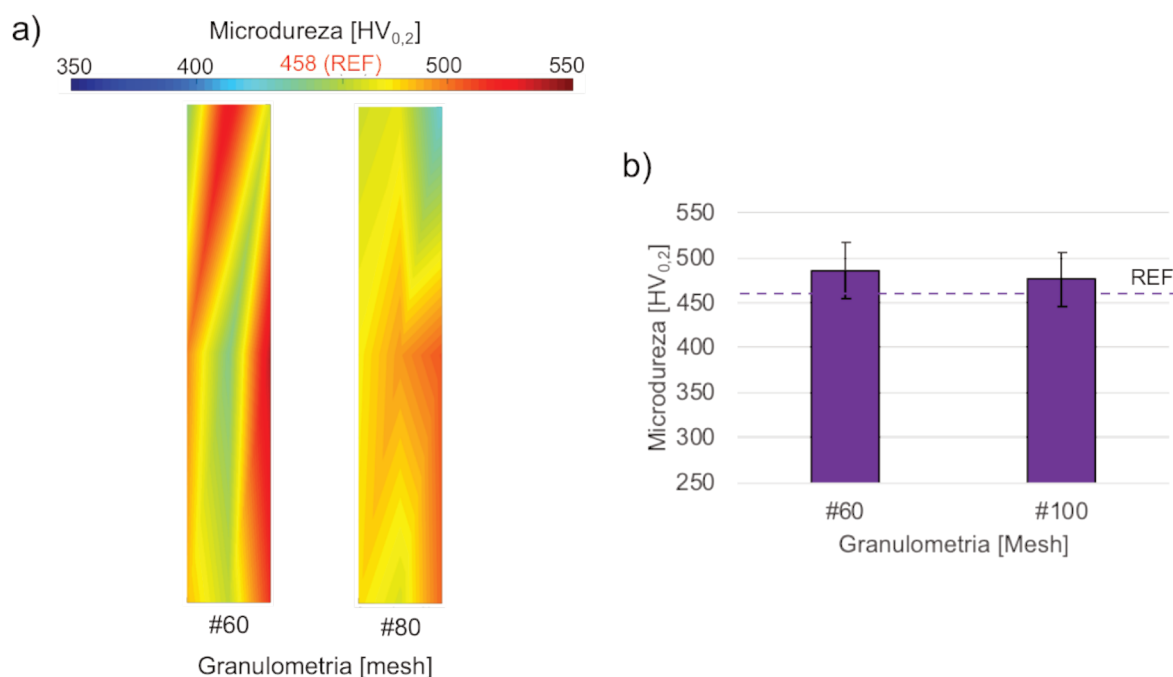 a)
Microdureza [HV0,2]
350 400 458 (REF) 500 550
#60 #80
Granulometria [mesh]
b)
Microdureza [HV0,2]
550
500
450
400
350
300
250
REF
#60 #100
Granulometria [Mesh]